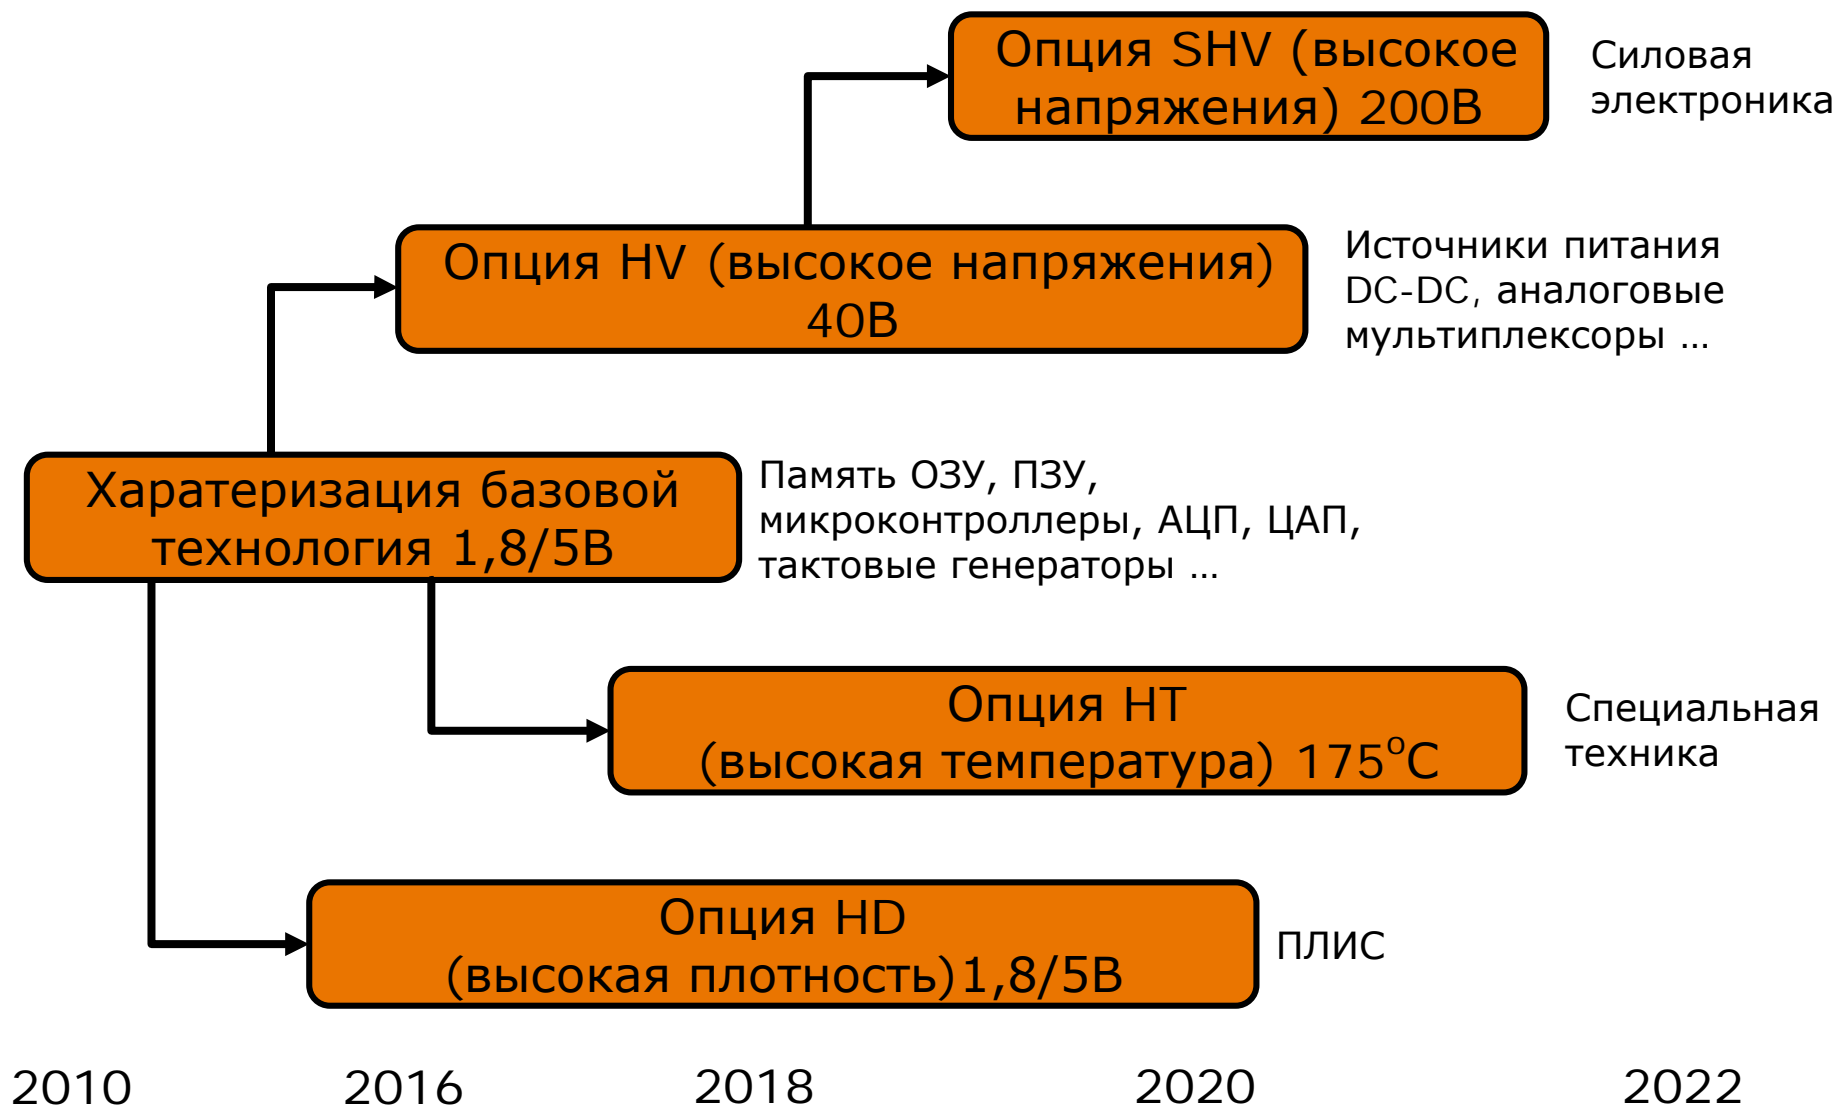 Опция SHV (высокое
напряжения) 200В
Силовая
электроника
Опция HV (высокое напряжения)
40В
Источники питания
DC-DC, аналоговые
мультиплексоры ...
Харатеризация базовой
технология 1,8/5В
Память ОЗУ, ПЗУ,
микроконтроллеры, АЦП, ЦАП,
тактовые генераторы ...
Опция HT
(высокая температура) 175°С
Специальная
техника
Опция HD
(высокая плотность)1,8/5В
ПЛИС
2010 2016 2018 2020 2022